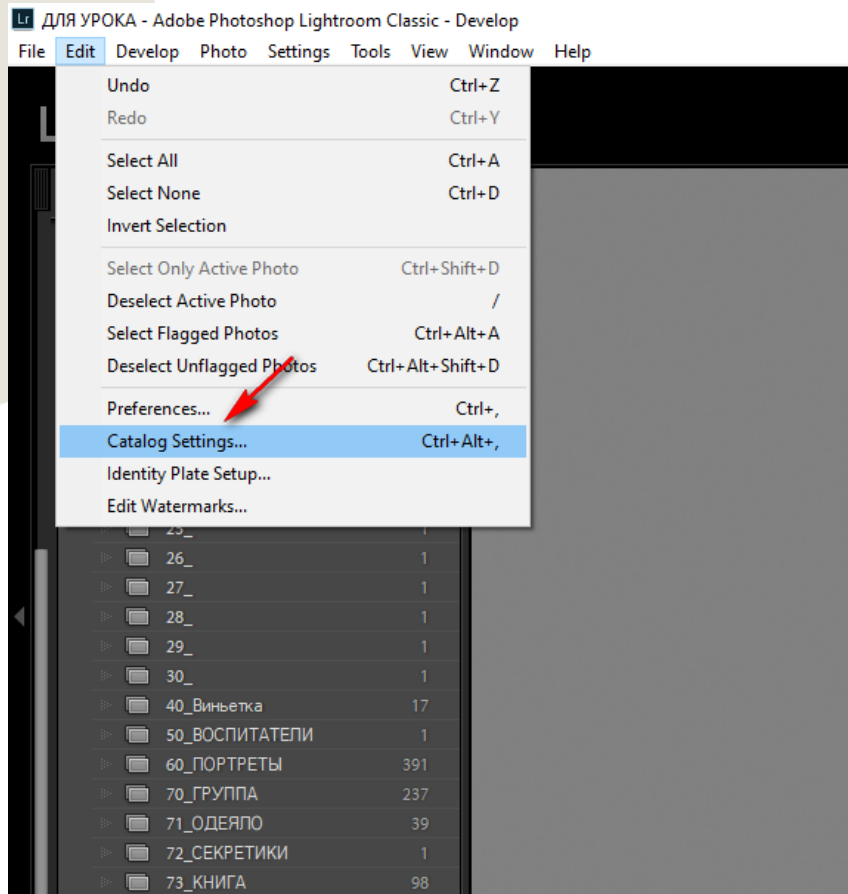 Lr ДЛЯ УРОКА - Adobe Photoshop Lightroom Classic - Develop
File Edit Develop Photo Settings Tools View Window Help
Undo Ctrl+Z
Redo Ctrl+Y
Select All Ctrl+A
Select None Ctrl+D
Invert Selection
Select Only Active Photo Ctrl+Shift+D
Deselect Active Photo /
Select Flagged Photos Ctrl+Alt+A
Deselect Unflagged Photos Ctrl+Alt+Shift+D
Preferences... Ctrl+,
Catalog Settings... Ctrl+Alt+,
Identity Plate Setup...
Edit Watermarks...
25_ 1
26_ 1
27_ 1
28_ 1
29_ 1
30_ 1
40_Виньетка 17
50_ВОСПИТАТЕЛИ 1
60_ПОРТРЕТЫ 391
70_ГРУППА 237
71_ОДЕЯЛО 39
72_СЕКРЕТИКИ 1
73_КНИГА 98